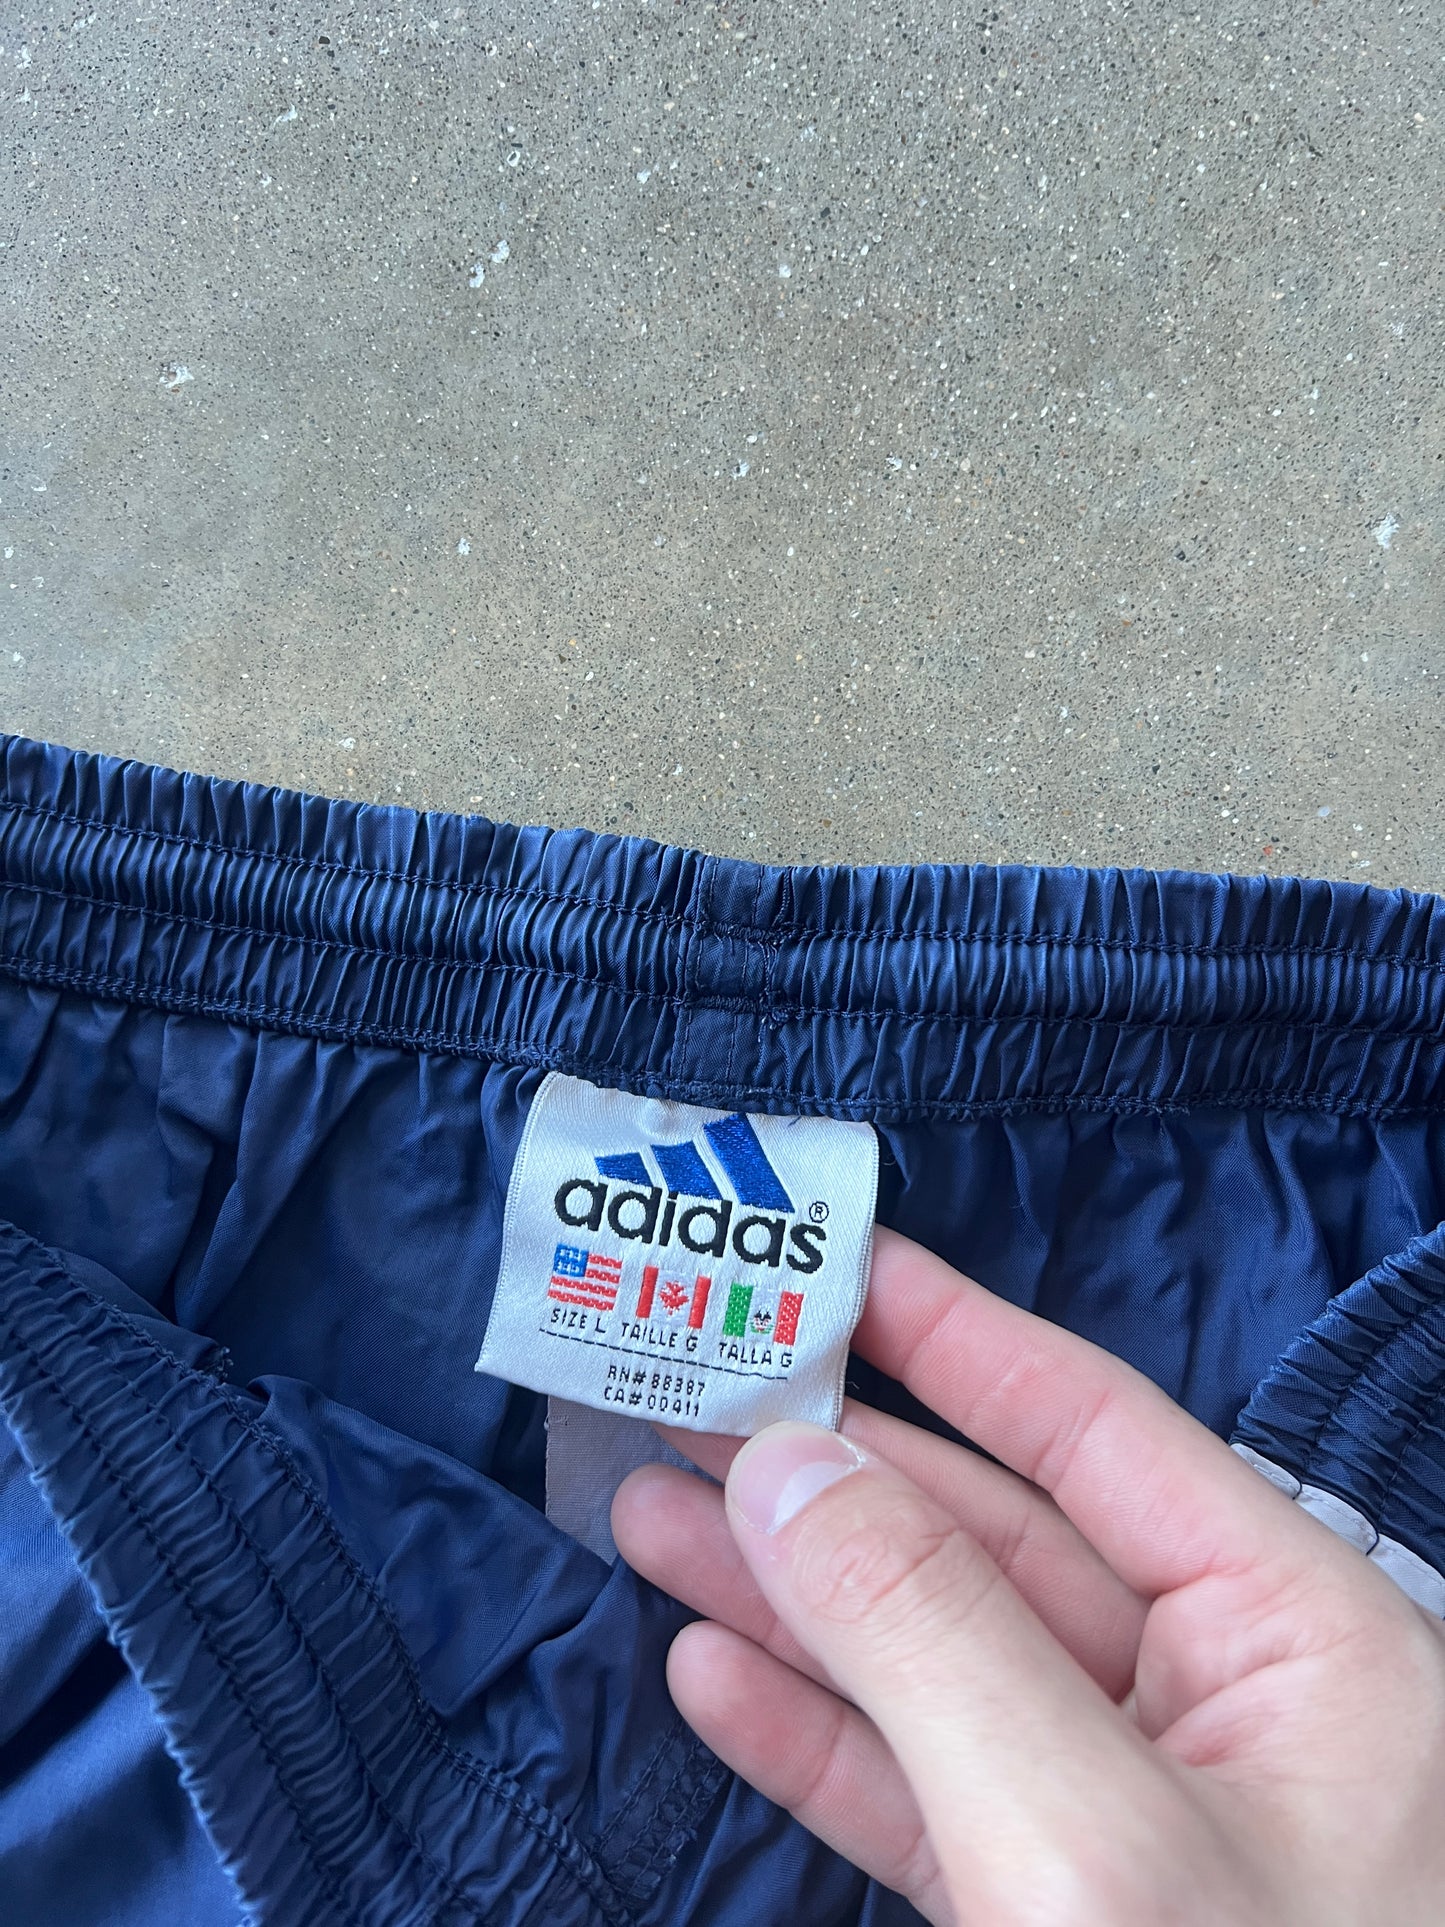 adidas®
SIZE L TAILLE G TALLA G
RN# 88387
CA# 00411